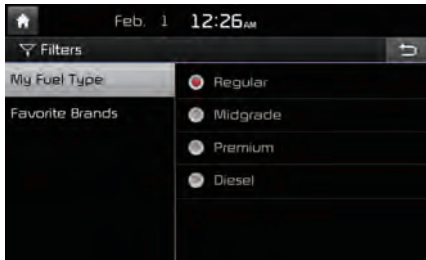 Feb. 1 12:26AM
Filters
My Fuel Type
Favorite Brands
Regular
Midgrade
Premium
Diesel